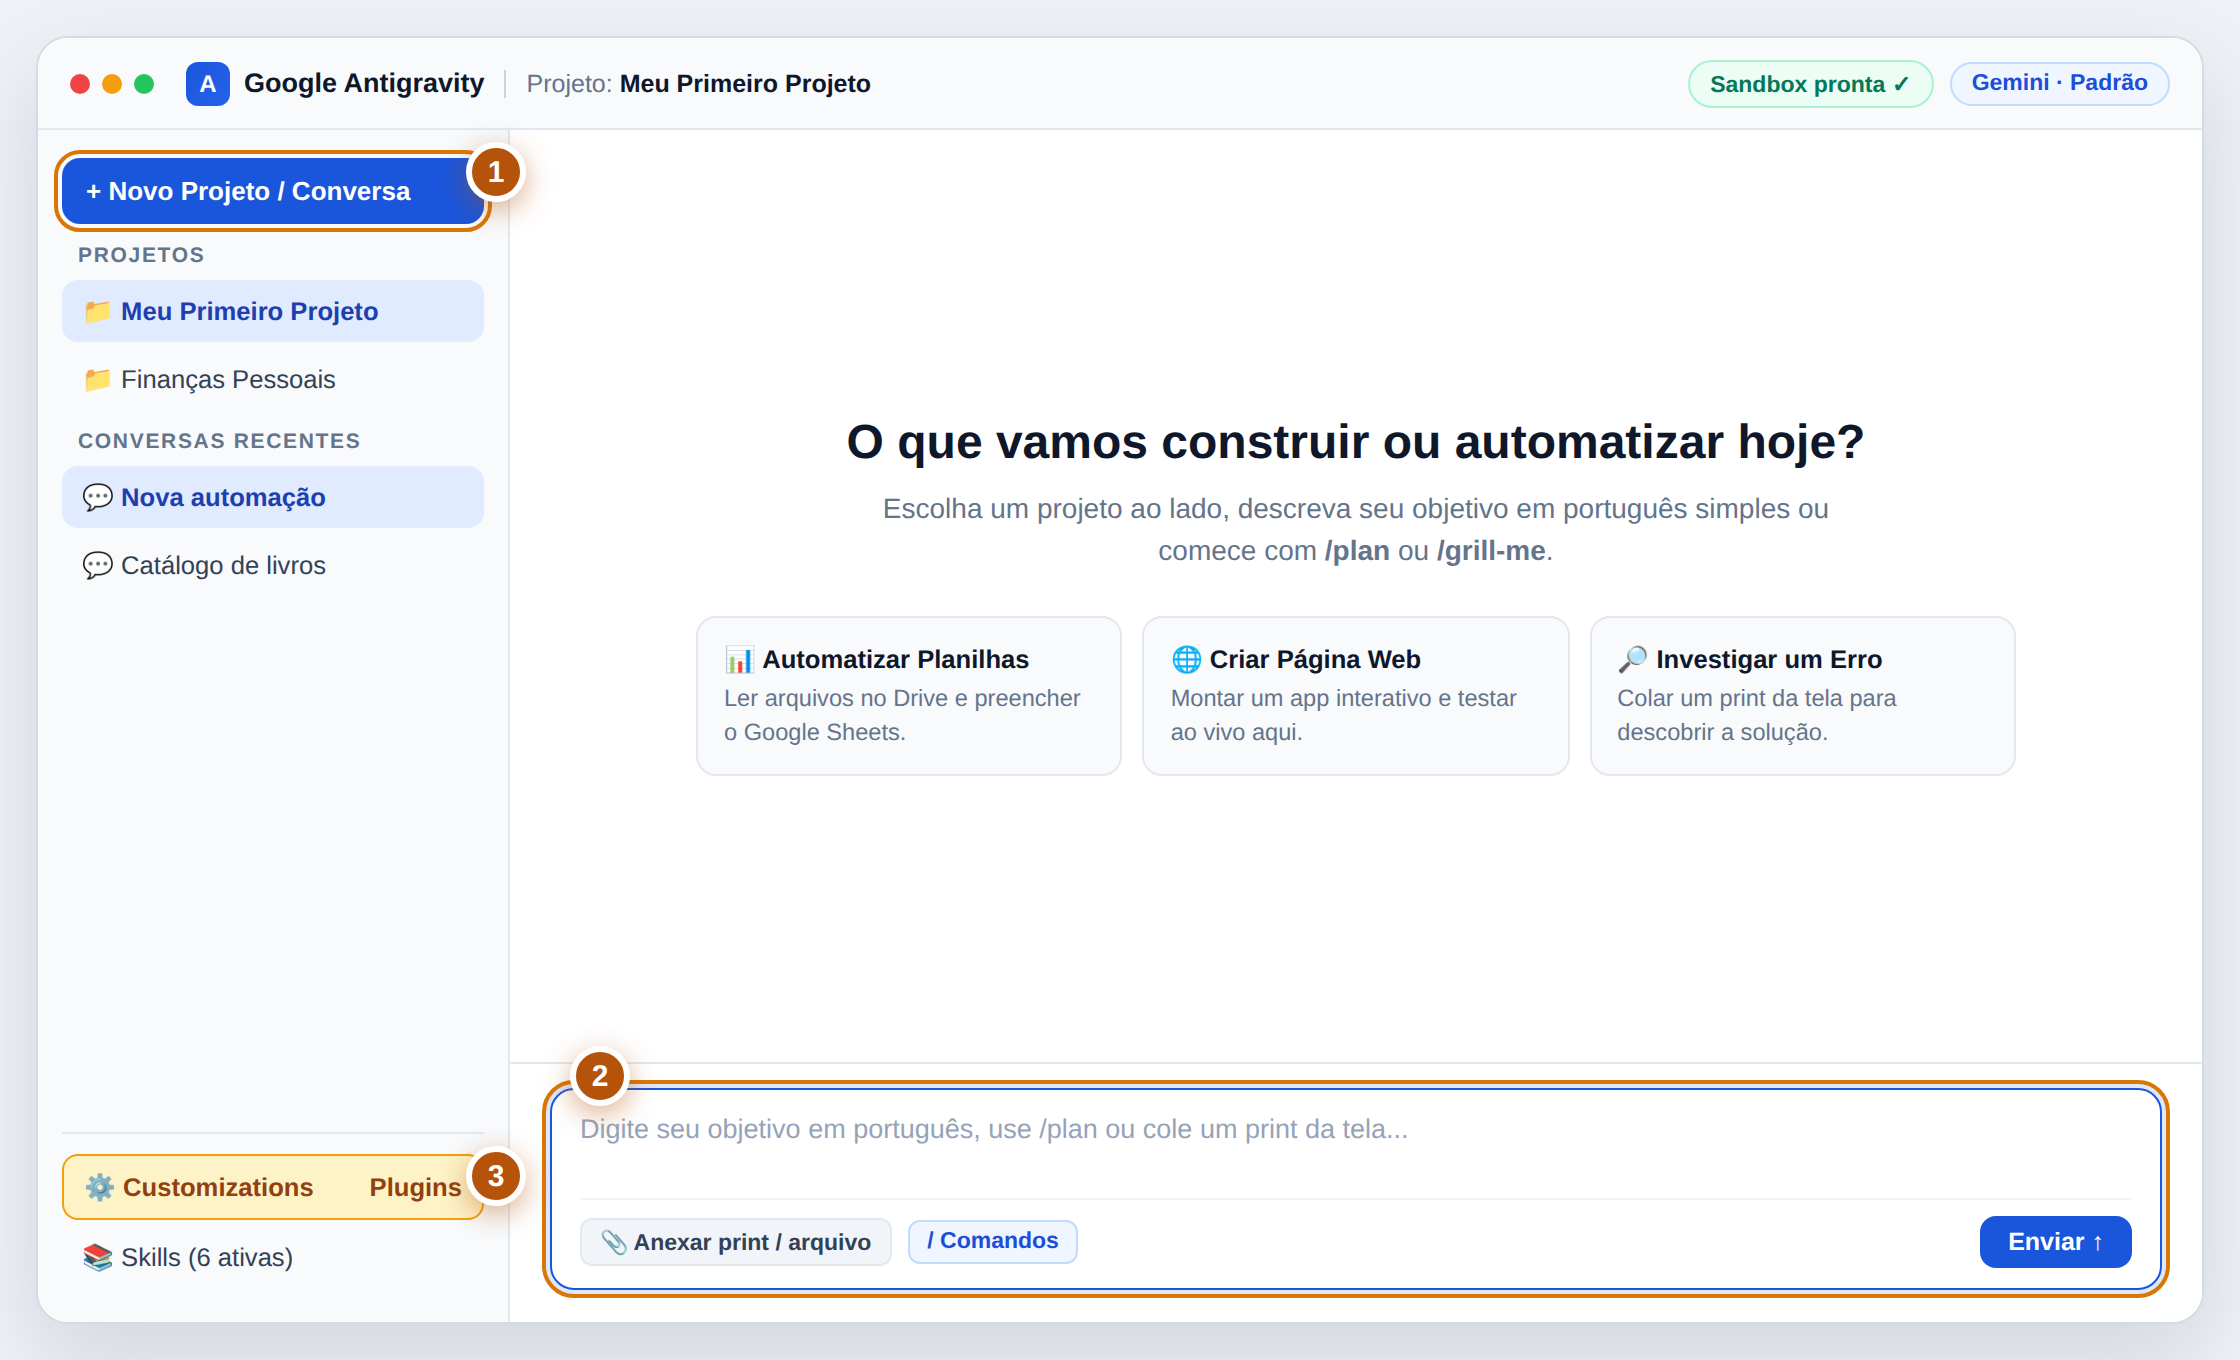 A Google Antigravity Projeto: Meu Primeiro Projeto Sandbox pronta ✓ Gemini · Padrão
+ Novo Projeto / Conversa 1
PROJETOS
📁 Meu Primeiro Projeto
📁 Finanças Pessoais
CONVERSAS RECENTES
💬 Nova automação
💬 Catálogo de livros
⚙️ Customizations Plugins 3
📚 Skills (6 ativas)
O que vamos construir ou automatizar hoje?
Escolha um projeto ao lado, descreva seu objetivo em português simples ou
comece com /plan ou /grill-me.
📊 Automatizar Planilhas
Ler arquivos no Drive e preencher
o Google Sheets.
🌐 Criar Página Web
Montar um app interativo e testar
ao vivo aqui.
🔎 Investigar um Erro
Colar um print da tela para
descobrir a solução.
2
Digite seu objetivo em português, use /plan ou cole um print da tela...
📎 Anexar print / arquivo / Comandos Enviar ↑